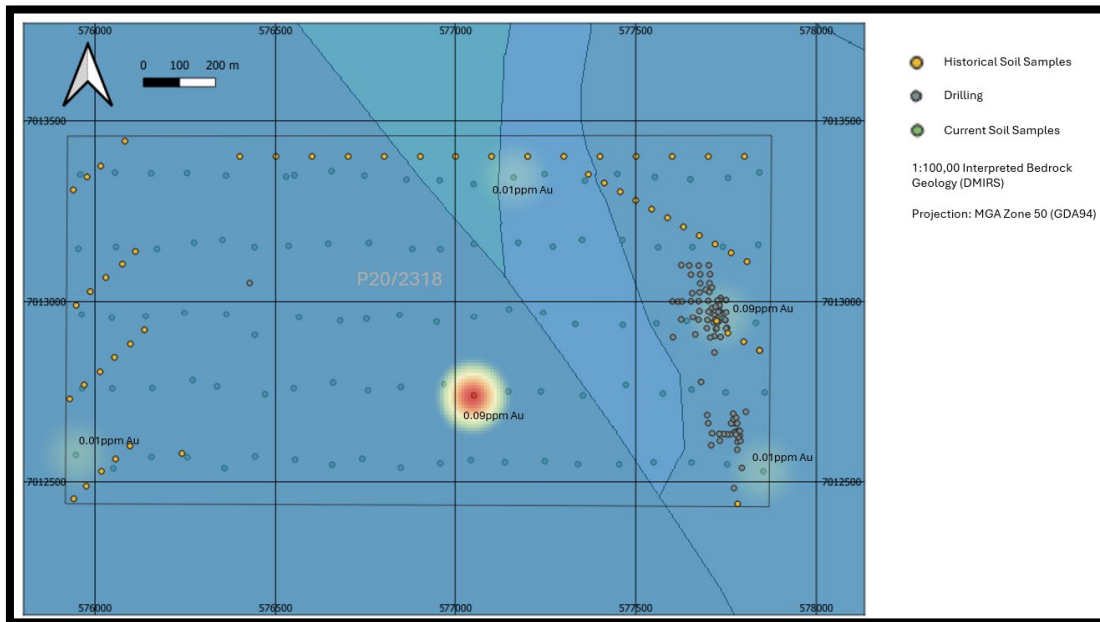 576000 576500 577000 577500 578000
0 100 200 m
7013500 7013500
0.01ppm Au
P20/2318
7013000 7013000
0.09ppm Au
0.09ppm Au
0.01ppm Au
0.01ppm Au
7012500 7012500
576000 576500 577000 577500 578000
Historical Soil Samples
Drilling
Current Soil Samples
1:100,00 Interpreted Bedrock
Geology (DMIRS)
Projection: MGA Zone 50 (GDA94)